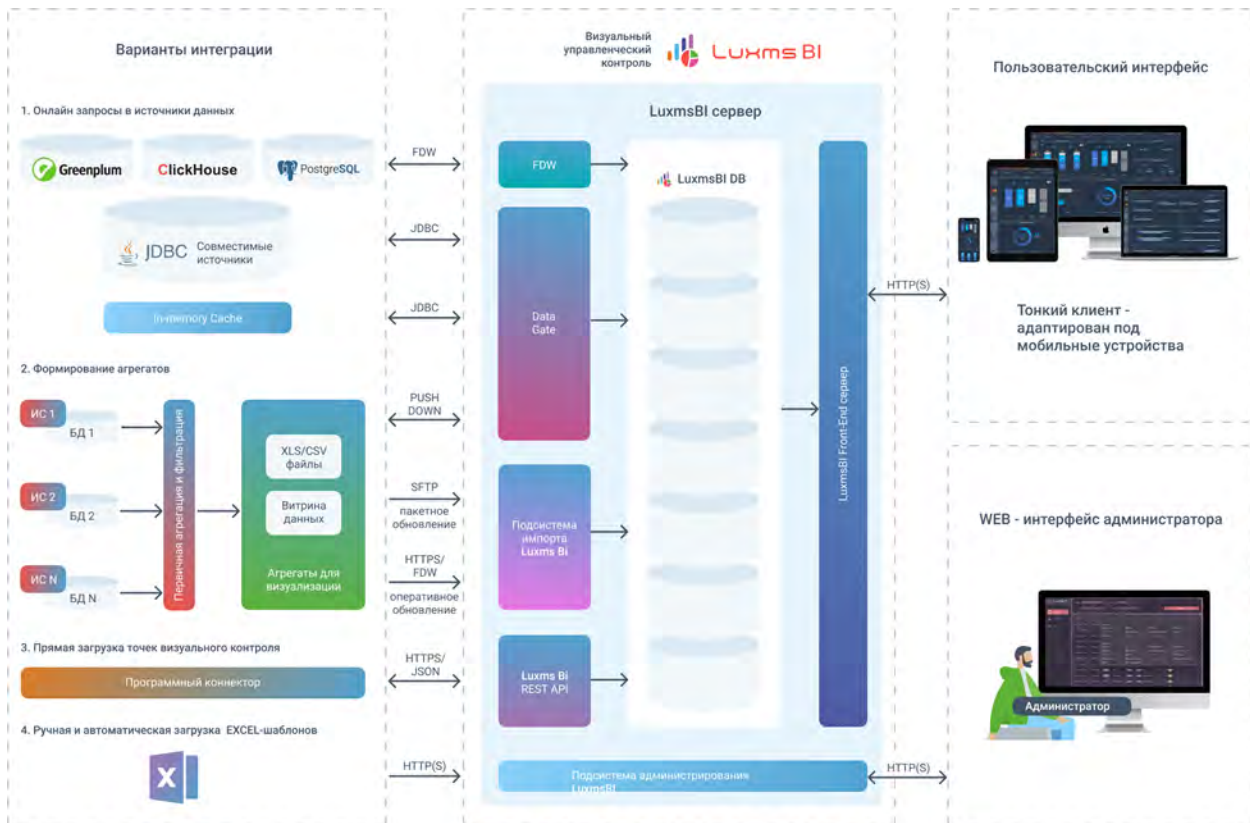 Варианты интеграции
1. Онлайн запросы в источники данных
Greenplum
ClickHouse
PostgreSQL
JDBC
Совместимые
источники
In-memory Cache
2. Формирование агрегатов
ИС 1
БД 1
ИС 2
БД 2
ИС N
БД N
Первичная агрегация и фильтрация
XLS/CSV
файлы
Витрина
данных
Агрегаты для
визуализации
3. Прямая загрузка точек визуального контроля
Программный коннектор
4. Ручная и автоматическая загрузка EXCEL-шаблонов
X
FDW
JDBC
JDBC
PUSH
DOWN
SFTP
пакетное
обновление
HTTPS/
FDW
оперативное
обновление
HTTPS/
JSON
HTTP(S)
Визуальный
управленческий
контроль
Luxms BI
LuxmsBI сервер
FDW
Data
Gate
Подсистема
импорта
Luxms Bi
Luxms Bi
REST API
LuxmsBI DB
LuxmsBI Front-End сервер
Подсистема администрирования
LuxmsBI
HTTP(S)
HTTP(S)
Пользовательский интерфейс
Тонкий клиент -
адаптирован под
мобильные устройства
WEB - интерфейс администратора
Администратор